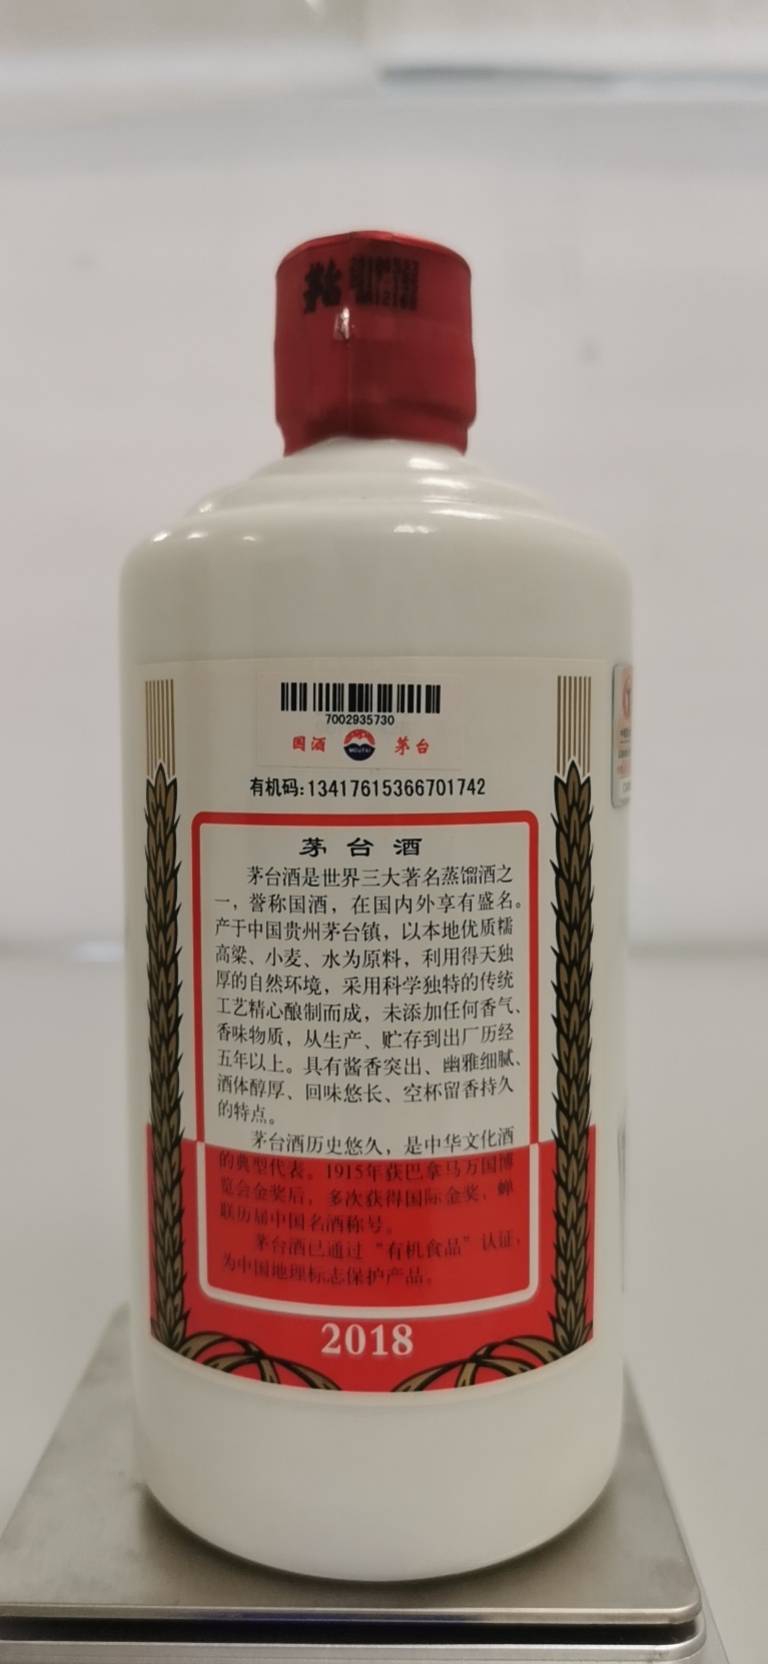 茅台
7002935730
国酒 MOUTAI 茅台
有机码:13417615366701742
茅台酒
茅台酒是世界三大著名蒸馏酒之
一，誉称国酒，在国内外享有盛名。
产于中国贵州茅台镇，以本地优质糯
高粱、小麦、水为原料，利用得天独
厚的自然环境，采用科学独特的传统
工艺精心酿制而成，未添加任何香气、
香味物质，从生产、贮存到出厂历经
五年以上。具有酱香突出、幽雅细腻、
酒体醇厚、回味悠长、空杯留香持久
的特点。
茅台酒历史悠久，是中华文化酒
的典型代表。1915年获巴拿马万国博
览会金奖后，多次获得国际金奖，蝉
联历届中国名酒称号。
茅台酒已通过“有机食品”认证，
为中国地理标志保护产品。
2018